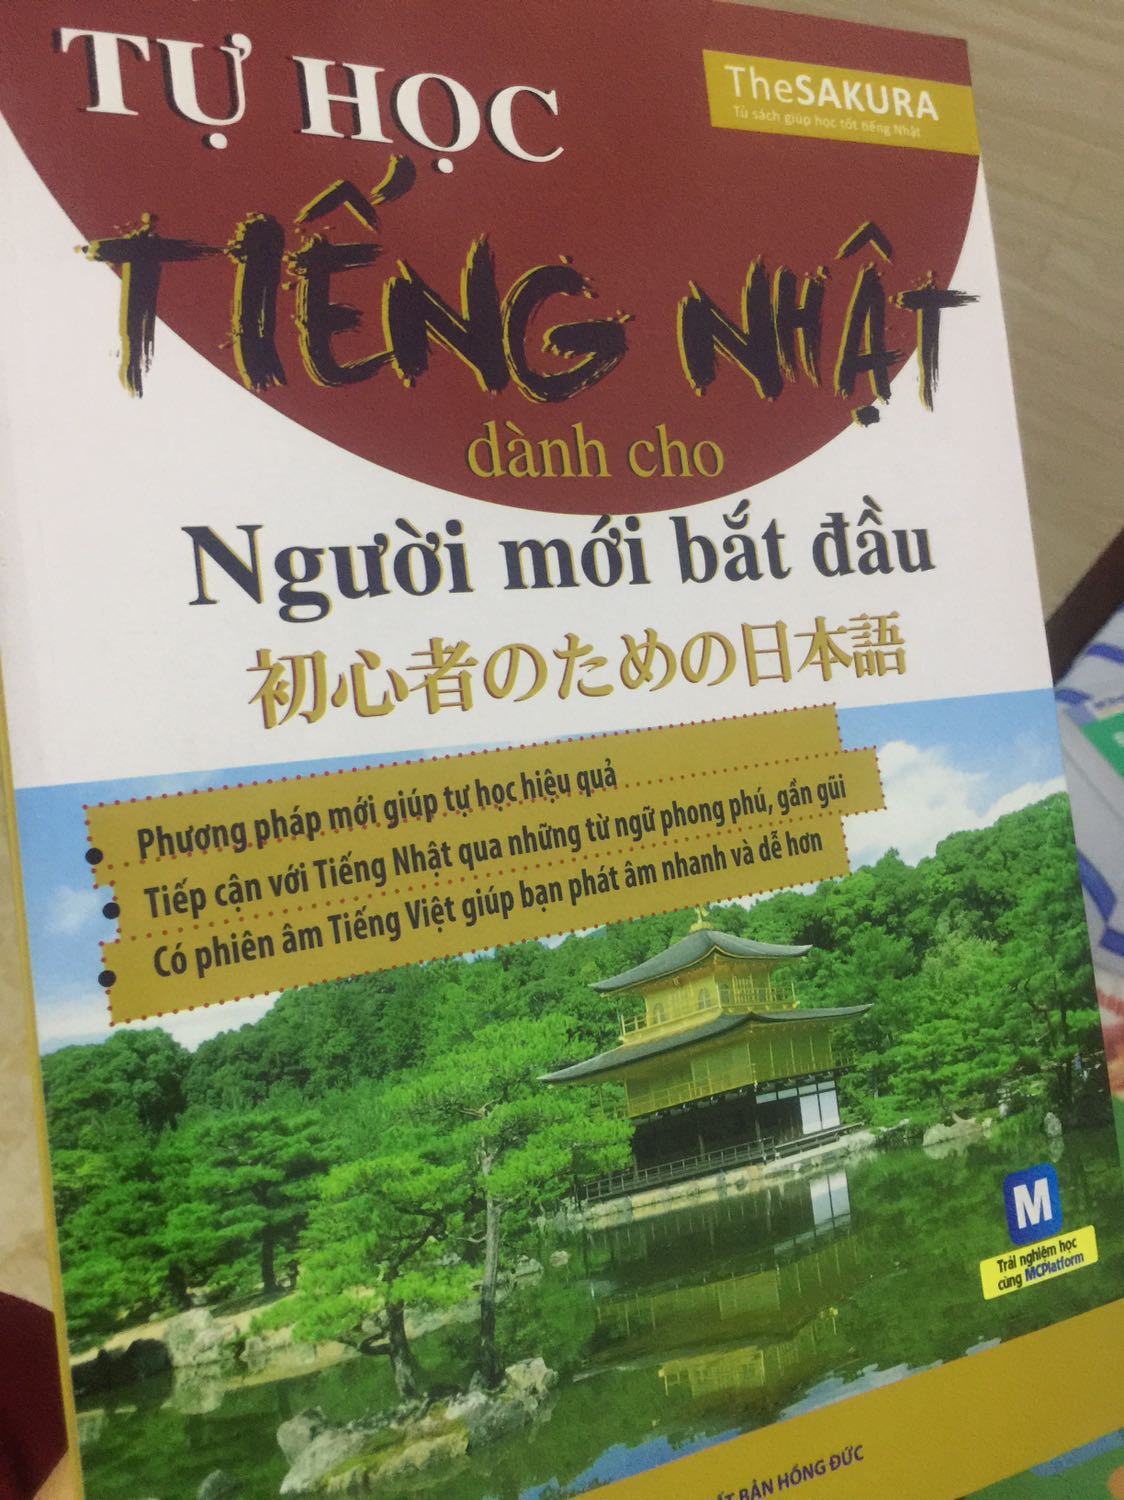 TỰ HỌC
TheSAKURA
Tủ sách giúp học tốt tiếng Nhật
TIẾNG NHẬT
dành cho
Người mới bắt đầu
初心者のための日本語
Phương pháp mới giúp tự học hiệu quả
Tiếp cận với Tiếng Nhật qua những từ ngữ phong phú, gần gũi
Có phiên âm Tiếng Việt giúp bạn phát âm nhanh và dễ hơn
M
Trải nghiệm học
cùng MCPlatform
BẢN HỒNG ĐỨC